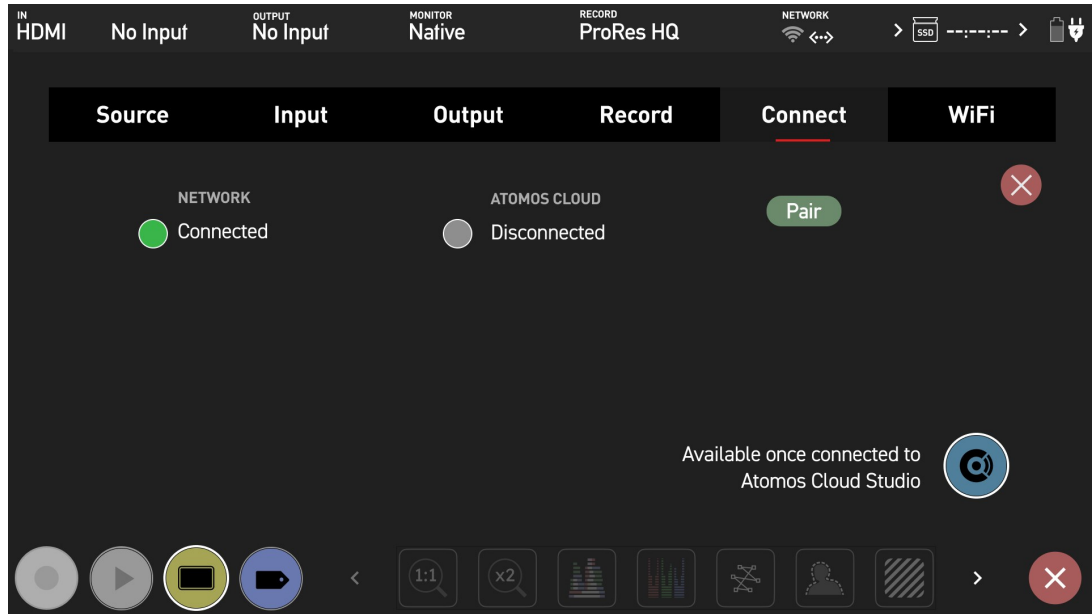 IN
HDMI
No Input
OUTPUT
No Input
MONITOR
Native
RECORD
ProRes HQ
NETWORK
SSD
--:--:--
Source
Input
Output
Record
Connect
WiFi
NETWORK
Connected
ATOMOS CLOUD
Disconnected
Pair
Available once connected to
Atomos Cloud Studio
1:1
x2